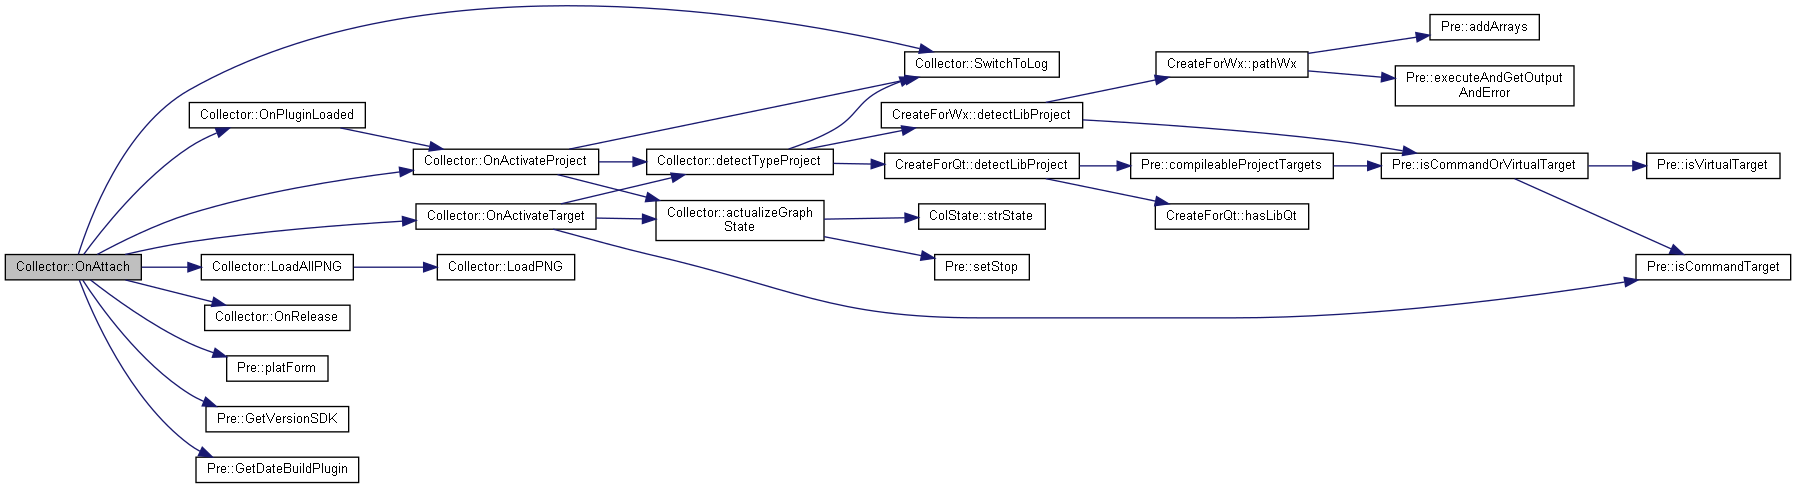 Collector::OnAttach
Collector::OnPluginLoaded
Collector::OnActivateProject
Collector::OnActivateTarget
Collector::LoadAllPNG
Collector::LoadPNG
Collector::OnRelease
Pre::platForm
Pre::GetVersionSDK
Pre::GetDateBuildPlugin
Collector::detectTypeProject
Collector::actualizeGraph
State
Collector::SwitchToLog
CreateForWx::detectLibProject
CreateForQt::detectLibProject
ColState::strState
Pre::setStop
CreateForWx::pathWx
Pre::compileableProjectTargets
CreateForQt::hasLibQt
Pre::addArrays
Pre::executeAndGetOutput
AndError
Pre::isCommandOrVirtualTarget
Pre::isVirtualTarget
Pre::isCommandTarget